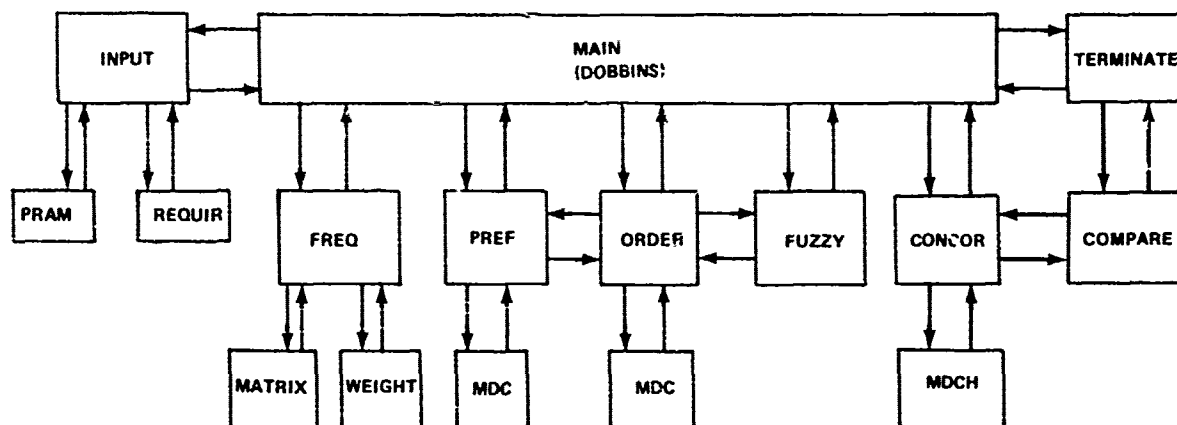 INPUT
MAIN
(DOBBINS)
TERMINATE
PRAM
REQUIR
FREQ
PREF
ORDER
FUZZY
CONCOR
COMPARE
MATRIX
WEIGHT
MDC
MDC
MDCH